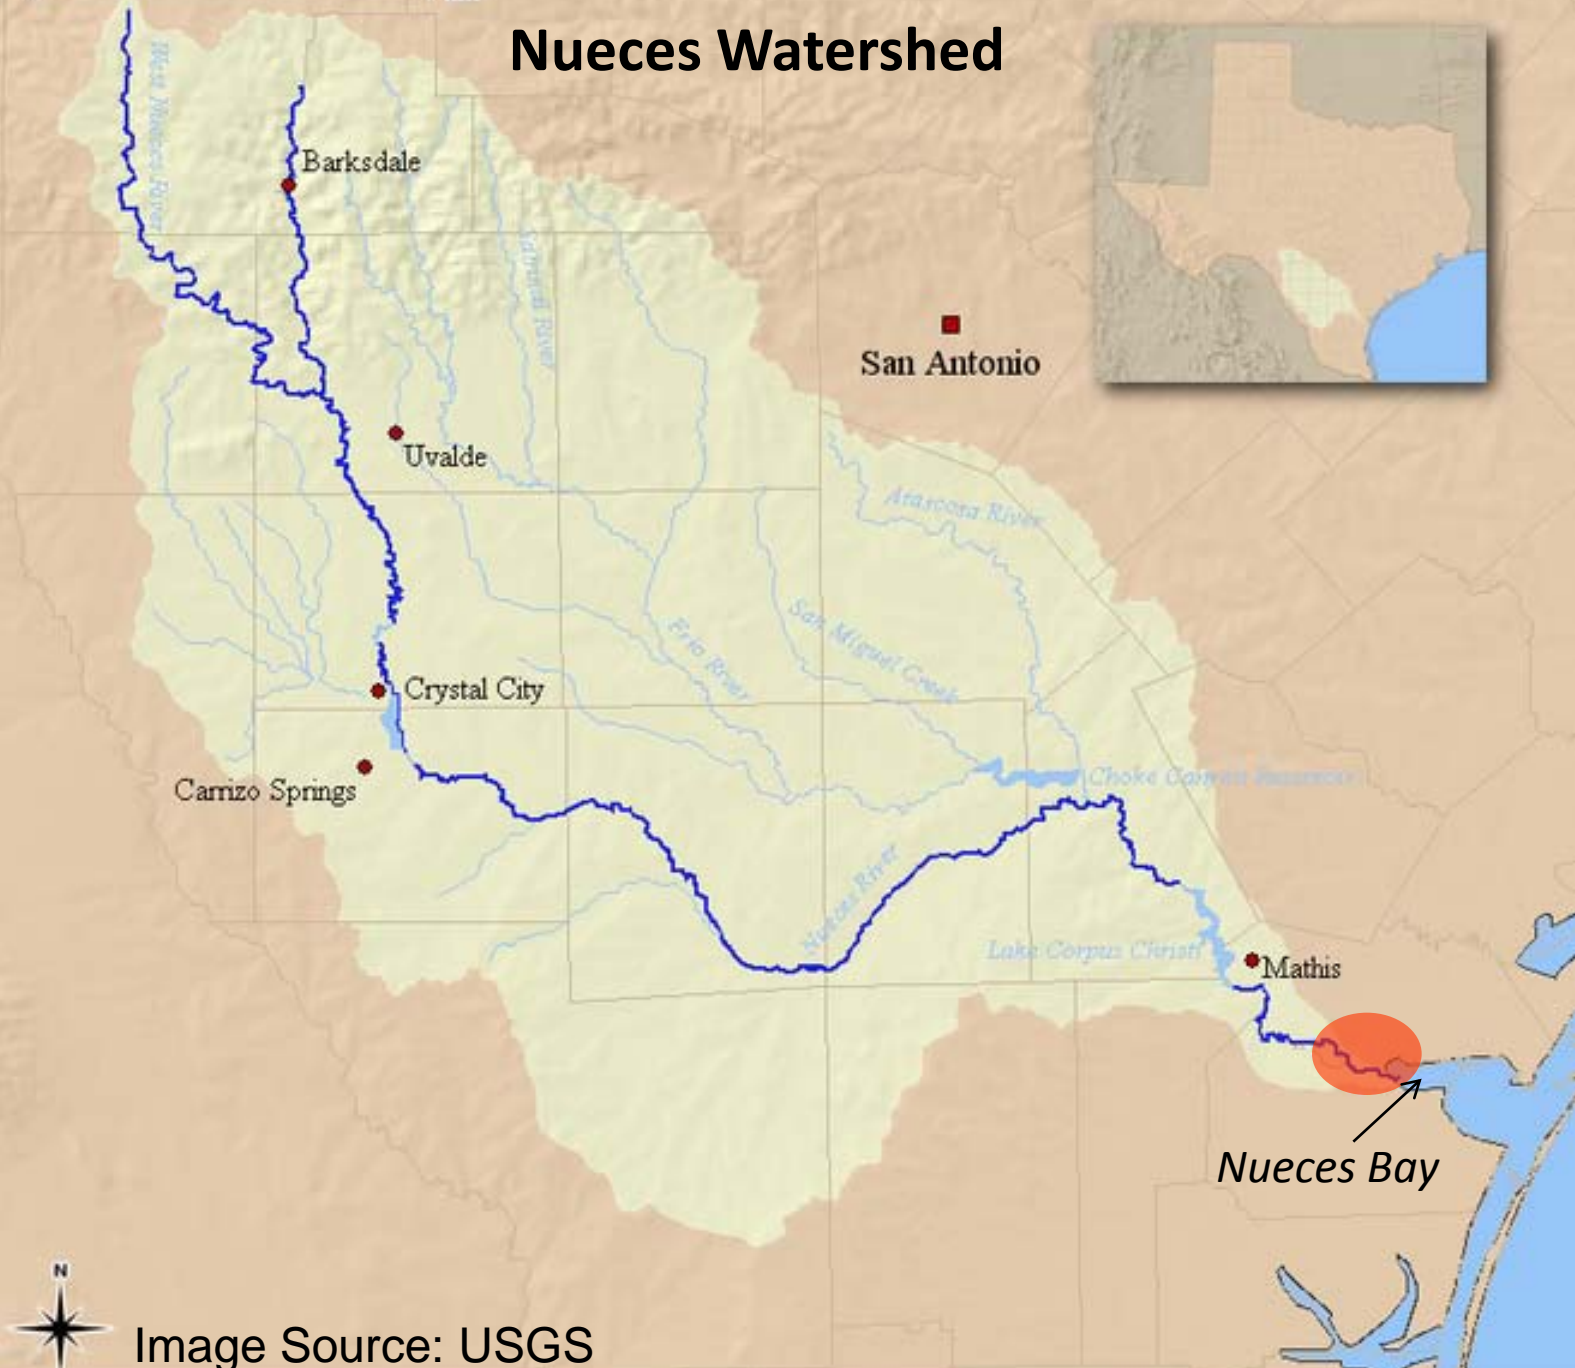 Nueces Watershed
West Nueces River
Barksdale
Sabinal River
San Antonio
Uvalde
Atascosa River
San Miguel Creek
Frio River
Crystal City
Choke Canyon Reservoir
Carrizo Springs
Nueces River
Lake Corpus Christi
Mathis
Nueces Bay
N
Image Source: USGS